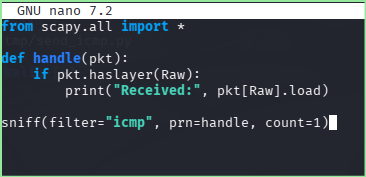 GNU nano 7.2
from scapy.all import *
def handle(pkt):
    if pkt.haslayer(Raw):
        print("Received:", pkt[Raw].load)
sniff(filter="icmp", prn=handle, count=1)